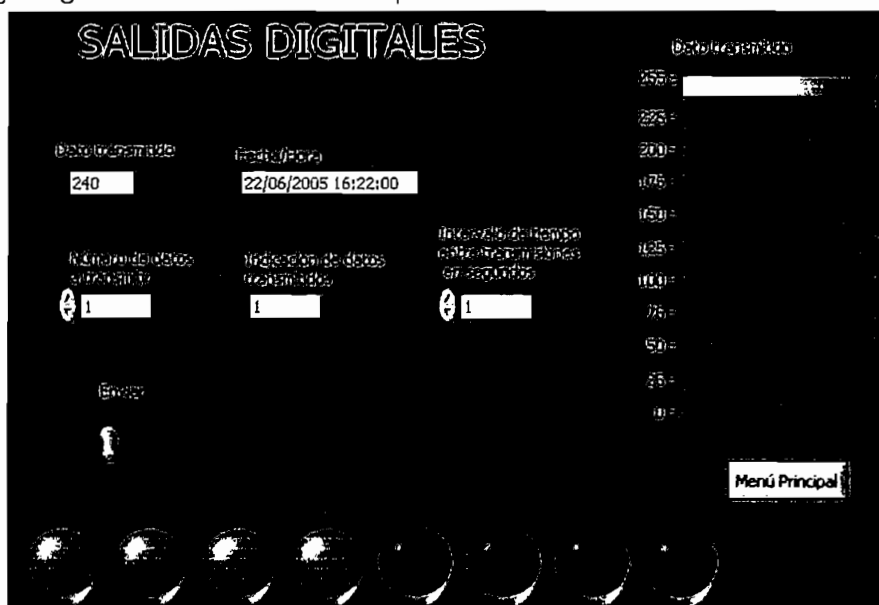 SALIDAS DIGITALES
Dato transmitido
255
225
200
175
150
125
100
75
50
25
0
Dato transmitido
240
Fecha/Hora
22/06/2005 16:22:00
Número de datos
a transmitir
1
Indicacion de datos
transmitidos
1
Intervalo de tiempo
entre transmisiones
en segundos
1
Enviar
Menú Principal